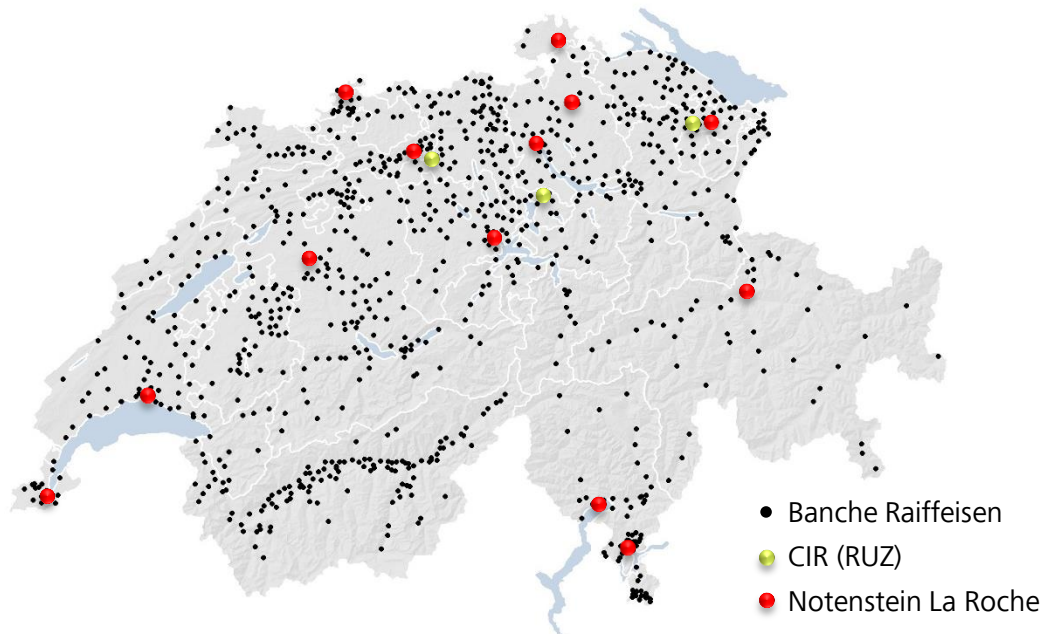 Banche Raiffeisen
CIR (RUZ)
Notenstein La Roche